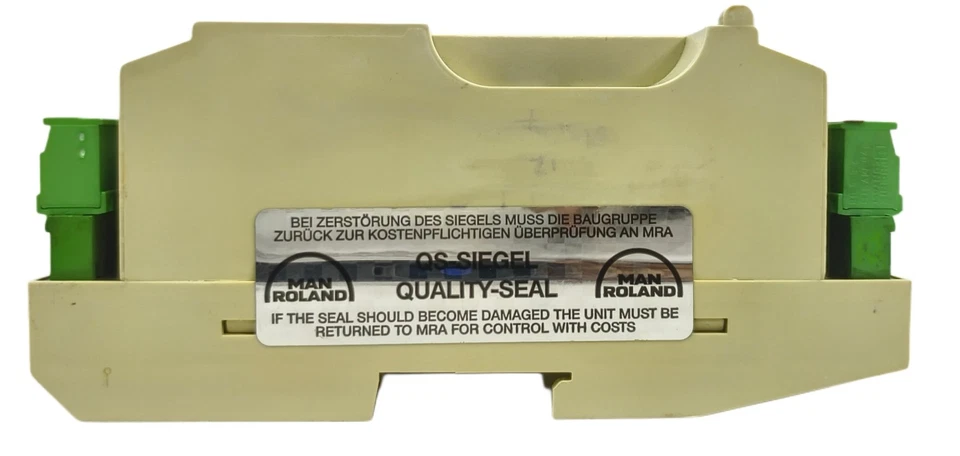 BEI ZERSTÖRUNG DES SIEGELS MUSS DIE BAUGRUPPE
ZURÜCK ZUR KOSTENPFLICHTIGEN ÜBERPRÜFUNG AN MRA
QS-SIEGEL
QUALITY-SEAL
MAN
ROLAND
MAN
ROLAND
IF THE SEAL SHOULD BECOME DAMAGED THE UNIT MUST BE
RETURNED TO MRA FOR CONTROL WITH COSTS